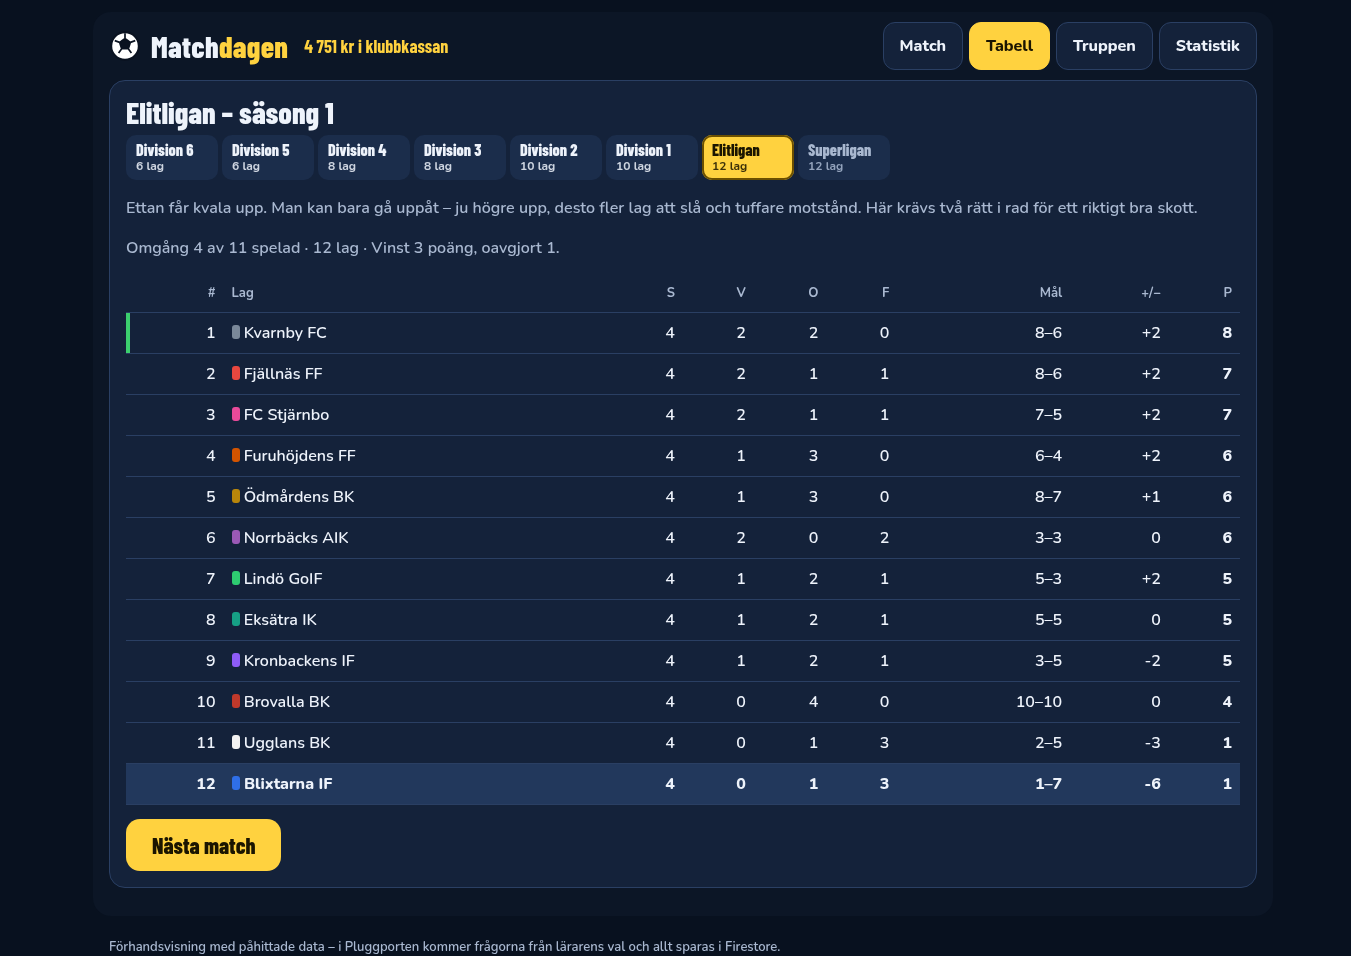 Matchdagen 4 751 kr i klubbkassan Match Tabell Truppen Statistik
Elitligan – säsong 1
Division 6 Division 5 Division 4 Division 3 Division 2 Division 1 Elitligan Superligan
6 lag 6 lag 8 lag 8 lag 10 lag 10 lag 12 lag 12 lag
Ettan får kvala upp. Man kan bara gå uppåt – ju högre upp, desto fler lag att slå och tuffare motstånd. Här krävs två rätt i rad för ett riktigt bra skott.
Omgång 4 av 11 spelad · 12 lag · Vinst 3 poäng, oavgjort 1.
# Lag S V O F Mål +/− P
1 Kvarnby FC 4 2 2 0 8–6 +2 8
2 Fjällnäs FF 4 2 1 1 8–6 +2 7
3 FC Stjärnbo 4 2 1 1 7–5 +2 7
4 Furuhöjdens FF 4 1 3 0 6–4 +2 6
5 Ödmårdens BK 4 1 3 0 8–7 +1 6
6 Norrbäcks AIK 4 2 0 2 3–3 0 6
7 Lindö GoIF 4 1 2 1 5–3 +2 5
8 Eksätra IK 4 1 2 1 5–5 0 5
9 Kronbackens IF 4 1 2 1 3–5 -2 5
10 Brovalla BK 4 0 4 0 10–10 0 4
11 Ugglans BK 4 0 1 3 2–5 -3 1
12 Blixtarna IF 4 0 1 3 1–7 -6 1
Nästa match
Förhandsvisning med påhittade data – i Pluggporten kommer frågorna från lärarens val och allt sparas i Firestore.